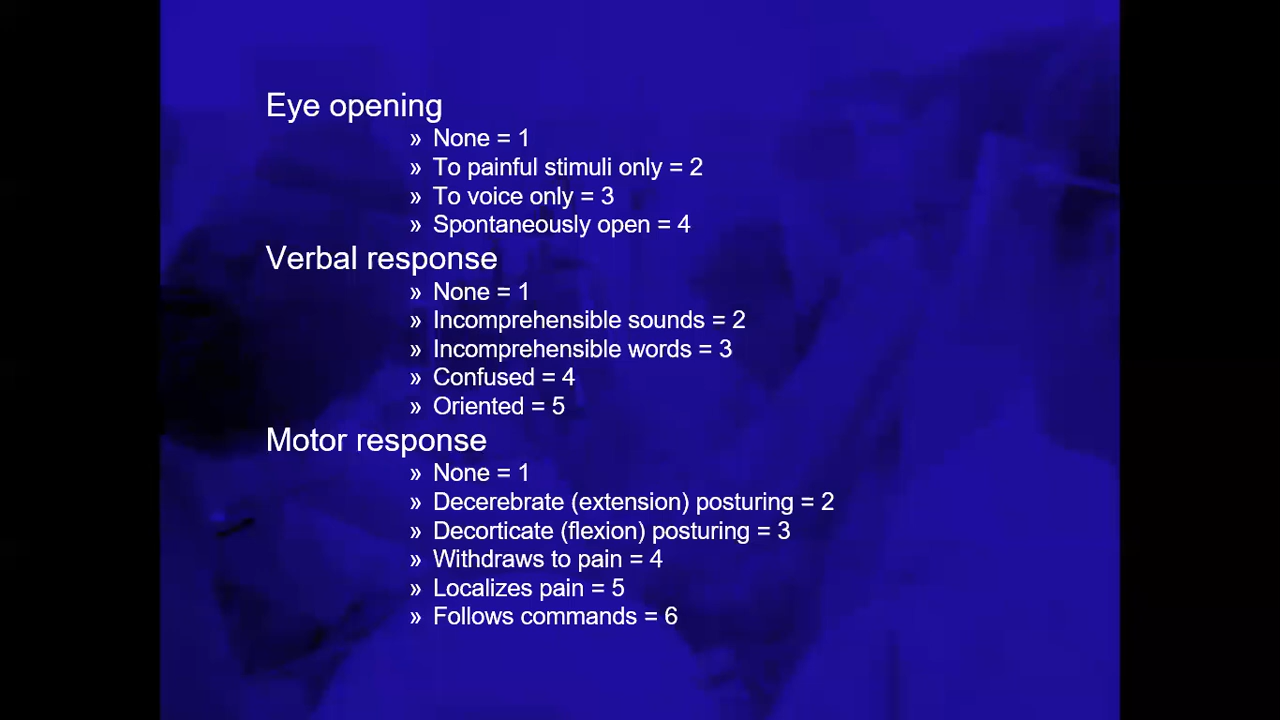 Eye opening
» None = 1
» To painful stimuli only = 2
» To voice only = 3
» Spontaneously open = 4
Verbal response
» None = 1
» Incomprehensible sounds = 2
» Incomprehensible words = 3
» Confused = 4
» Oriented = 5
Motor response
» None = 1
» Decerebrate (extension) posturing = 2
» Decorticate (flexion) posturing = 3
» Withdraws to pain = 4
» Localizes pain = 5
» Follows commands = 6